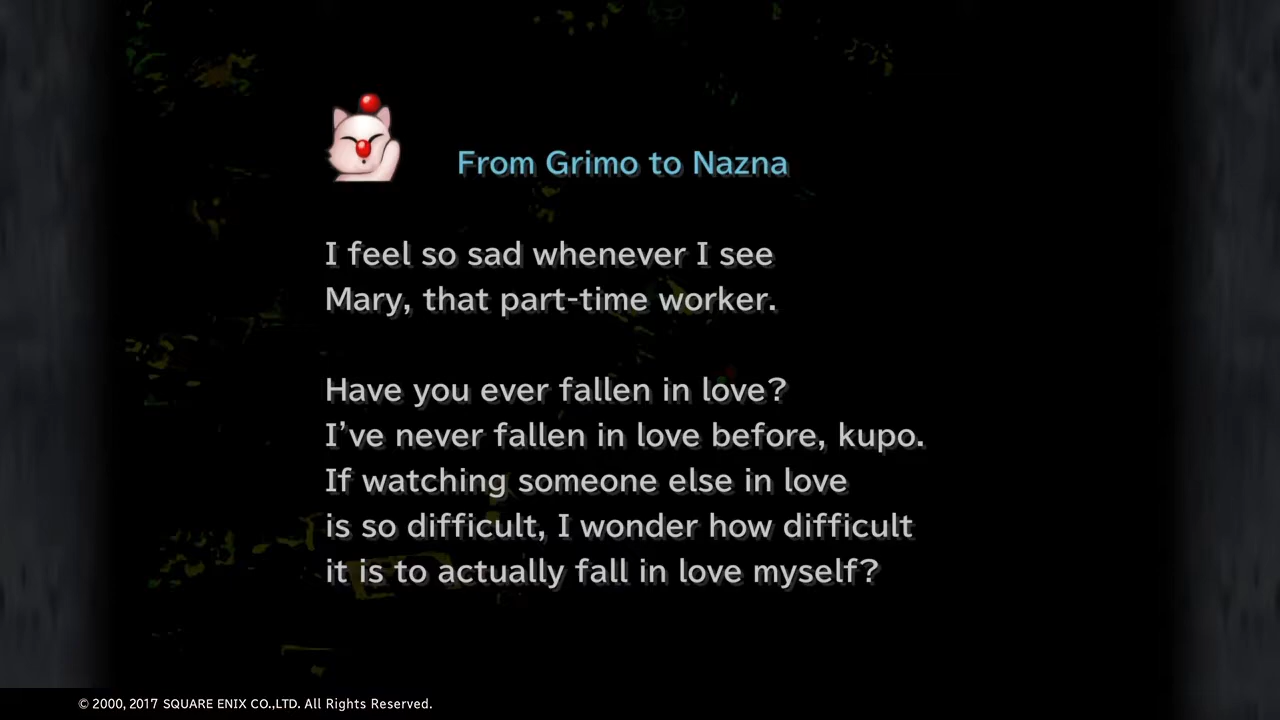 From Grimo to Nazna
I feel so sad whenever I see
Mary, that part-time worker.
Have you ever fallen in love?
I've never fallen in love before, kupo.
If watching someone else in love
is so difficult, I wonder how difficult
it is to actually fall in love myself?
© 2000, 2017 SQUARE ENIX CO.,LTD. All Rights Reserved.